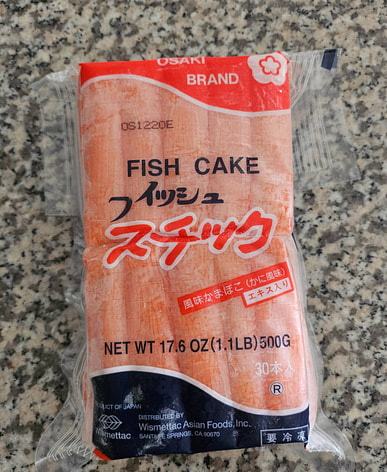 OSAKI
BRAND
OS1220E
FISH CAKE
フィッシュ
スチック
風味かまぼこ(かに風味)
エキス入り
NET WT 17.6 OZ(1.1LB)500G
30本入
®
PRODUCT OF JAPAN
DISTRIBUTED BY
Wismettac Asian Foods, Inc.
SANTA FE SPRINGS, CA 90670
Wismettac
要冷凍